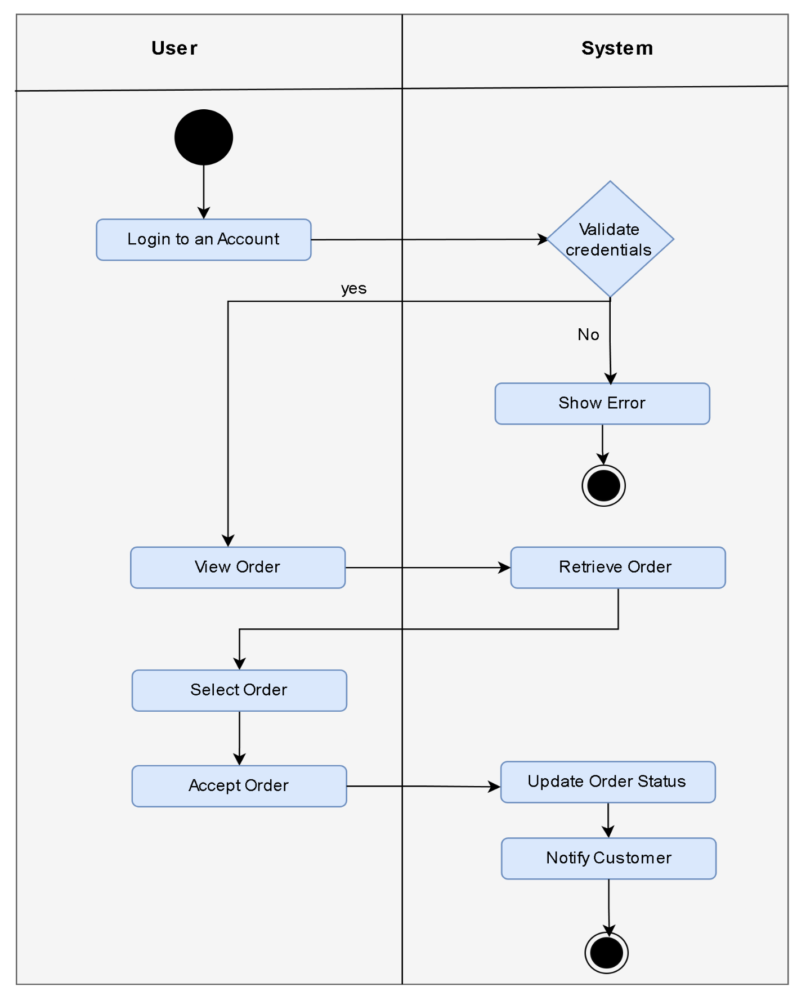 User
System
Login to an Account
Validate
credentials
yes
No
Show Error
View Order
Retrieve Order
Select Order
Accept Order
Update Order Status
Notify Customer